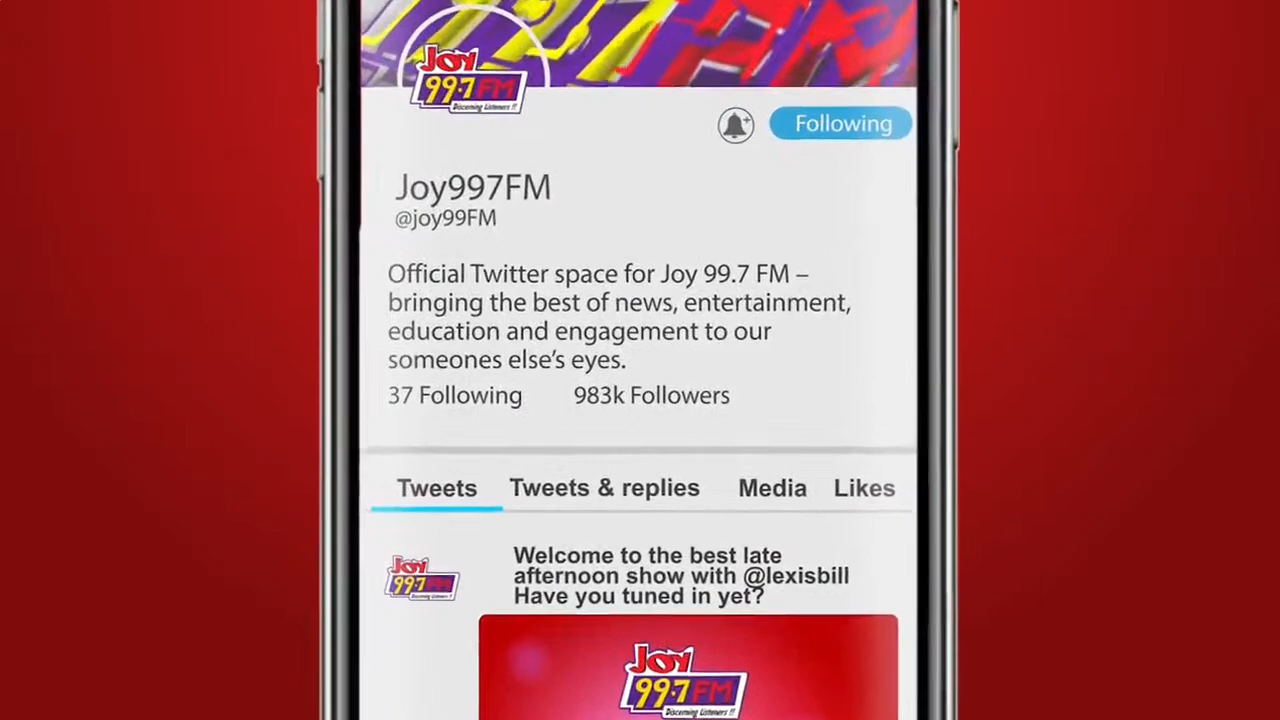 Joy
99.7 FM
Discerning Listeners !!
Following
Joy997FM
@joy99FM
Official Twitter space for Joy 99.7 FM –
bringing the best of news, entertainment,
education and engagement to our
someones else’s eyes.
37 Following 983k Followers
Tweets Tweets & replies Media Likes
Joy
99.7 FM
Discerning Listeners !!
Welcome to the best late
afternoon show with @lexisbill
Have you tuned in yet?
Joy
99.7 FM
Discerning Listeners !!